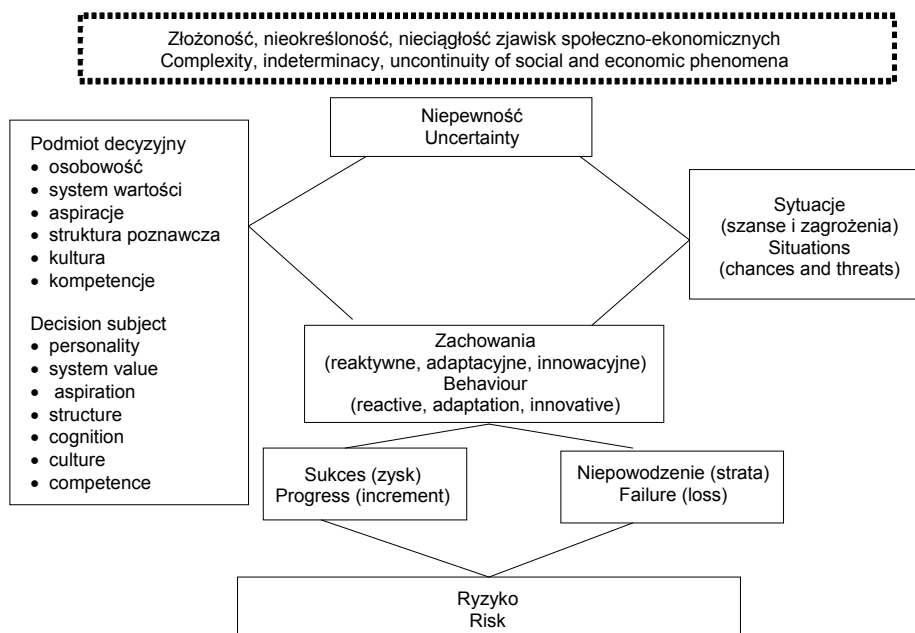 Złożoność, nieokreśloność, nieciągłość zjawisk społeczno-ekonomicznych
Complexity, indeterminacy, uncontinuity of social and economic phenomena
Niepewność
Uncertainty
Podmiot decyzyjny
• osobowość
• system wartości
• aspiracje
• struktura poznawcza
• kultura
• kompetencje
Decision subject
• personality
• system value
• aspiration
• structure
• cognition
• culture
• competence
Sytuacje
(szanse i zagrożenia)
Situations
(chances and threats)
Zachowania
(reaktywne, adaptacyjne, innowacyjne)
Behaviour
(reactive, adaptation, innovative)
Sukces (zysk)
Progress (increment)
Niepowodzenie (strata)
Failure (loss)
Ryzyko
Risk